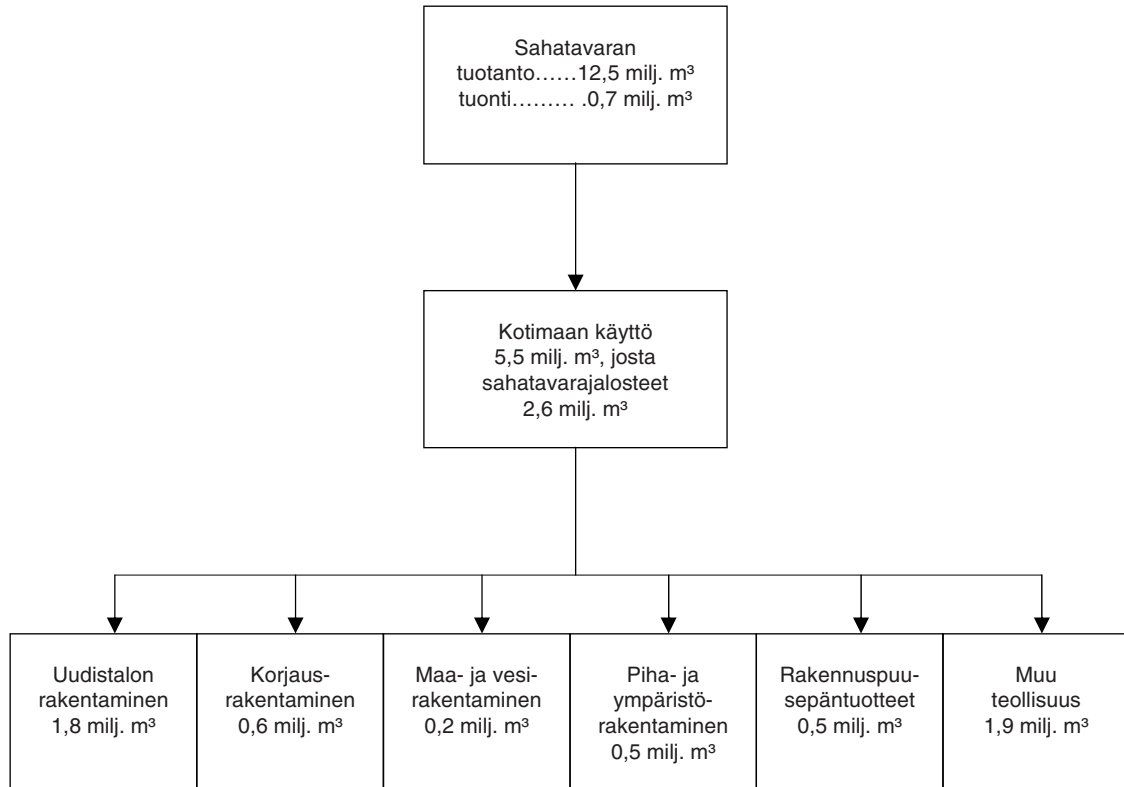 Sahatavaran
tuotanto......12,5 milj. m³
tuonti......... .0,7 milj. m³
Kotimaan käyttö
5,5 milj. m³, josta
sahatavarajalosteet
2,6 milj. m³
Uudistalon
rakentaminen
1,8 milj. m³
Korjaus-
rakentaminen
0,6 milj. m³
Maa- ja vesi-
rakentaminen
0,2 milj. m³
Piha- ja
ympäristö-
rakentaminen
0,5 milj. m³
Rakennuspuu-
sepäntuotteet
0,5 milj. m³
Muu
teollisuus
1,9 milj. m³